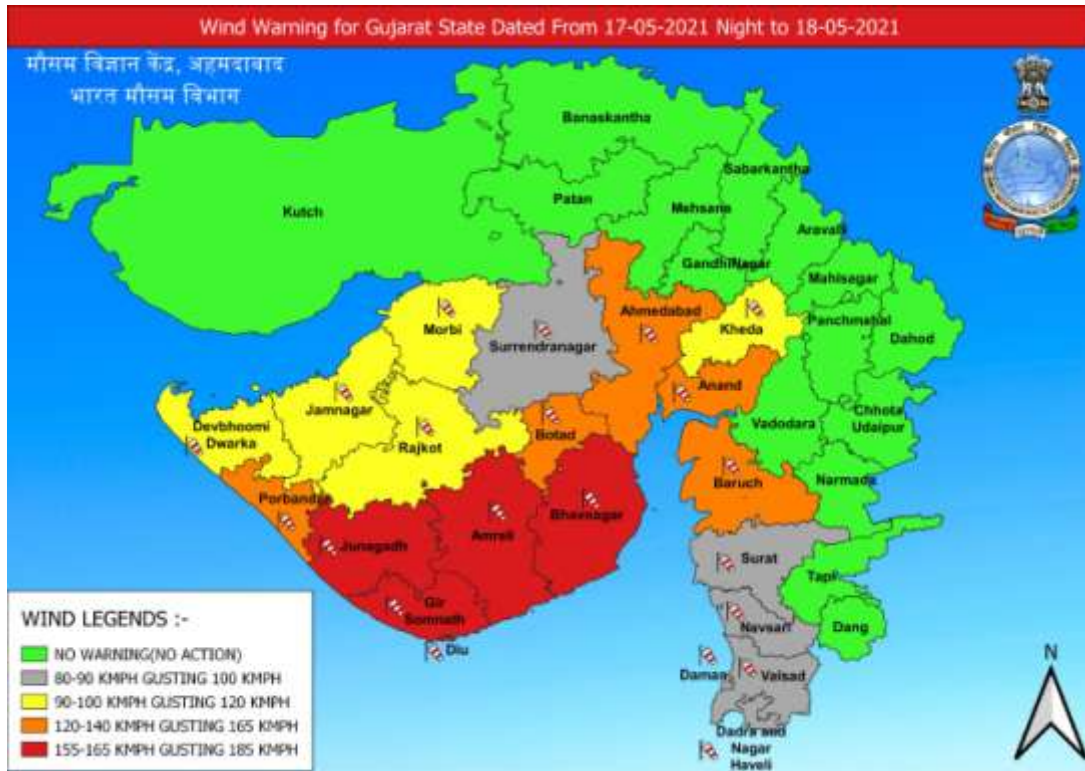 Wind Warning for Gujarat State Dated From 17-05-2021 Night to 18-05-2021
मौसम विज्ञान केंद्र, अहमदाबाद
भारत मौसम विभाग
Banaskantha
Sabarkantha
Kutch
Patan
Mehsana
Aravalli
GandhiNagar
Mahisagar
Morbi
Surrendranagar
Ahmedabad
Kheda
Panchmahal
Dahod
Jamnagar
Anand
Devbhoomi
Dwarka
Rajkot
Botad
Vadodara
Chhota
Udaipur
Porbandar
Baruch
Narmada
Junagadh
Amreli
Bhavnagar
Surat
Tapi
Gir
Somnath
Navsari
Dang
Diu
Daman
Valsad
Dadra and
Nagar
Haveli
N
WIND LEGENDS :-
NO WARNING(NO ACTION)
80-90 KMPH GUSTING 100 KMPH
90-100 KMPH GUSTING 120 KMPH
120-140 KMPH GUSTING 165 KMPH
155-165 KMPH GUSTING 185 KMPH